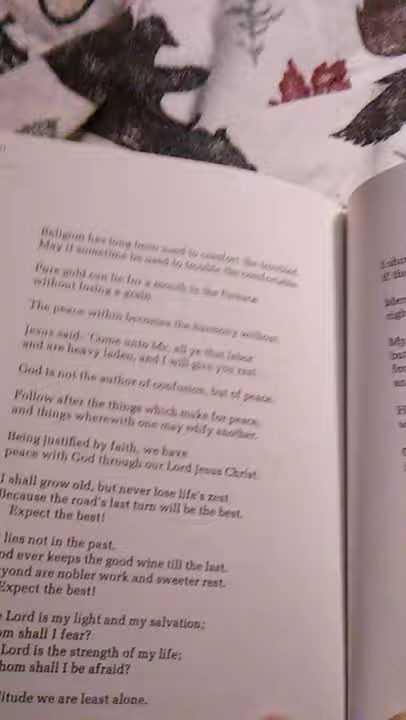 Religion has long been used to comfort the troubled.
May it sometime be used to trouble the comfortable.
Pure gold can lie for a month in the furnace
without losing a grain.
The peace within becomes the harmony without.
Jesus said: 'Come unto Me, all ye that labor
and are heavy laden, and I will give you rest.
God is not the author of confusion, but of peace.
Follow after the things which make for peace,
and things wherewith one may edify another.
Being justified by faith, we have
peace with God through our Lord Jesus Christ.
I shall grow old, but never lose life's zest
Because the road's last turn will be the best.
Expect the best!
lies not in the past.
od ever keeps the good wine till the last.
yond are nobler work and sweeter rest.
Expect the best!
Lord is my light and my salvation;
om shall I fear?
Lord is the strength of my life;
hom shall I be afraid?
litude we are least alone.